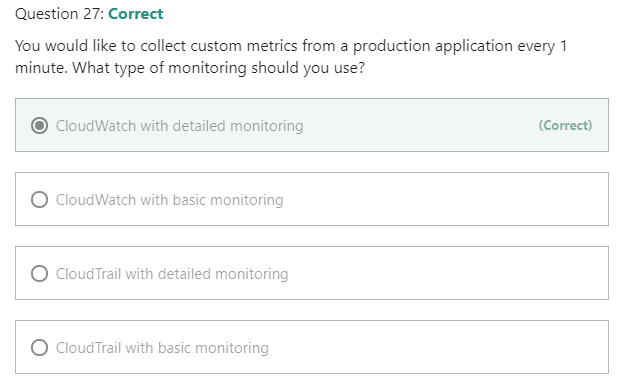 Question 27: Correct
You would like to collect custom metrics from a production application every 1
minute. What type of monitoring should you use?
CloudWatch with detailed monitoring (Correct)
CloudWatch with basic monitoring
CloudTrail with detailed monitoring
CloudTrail with basic monitoring